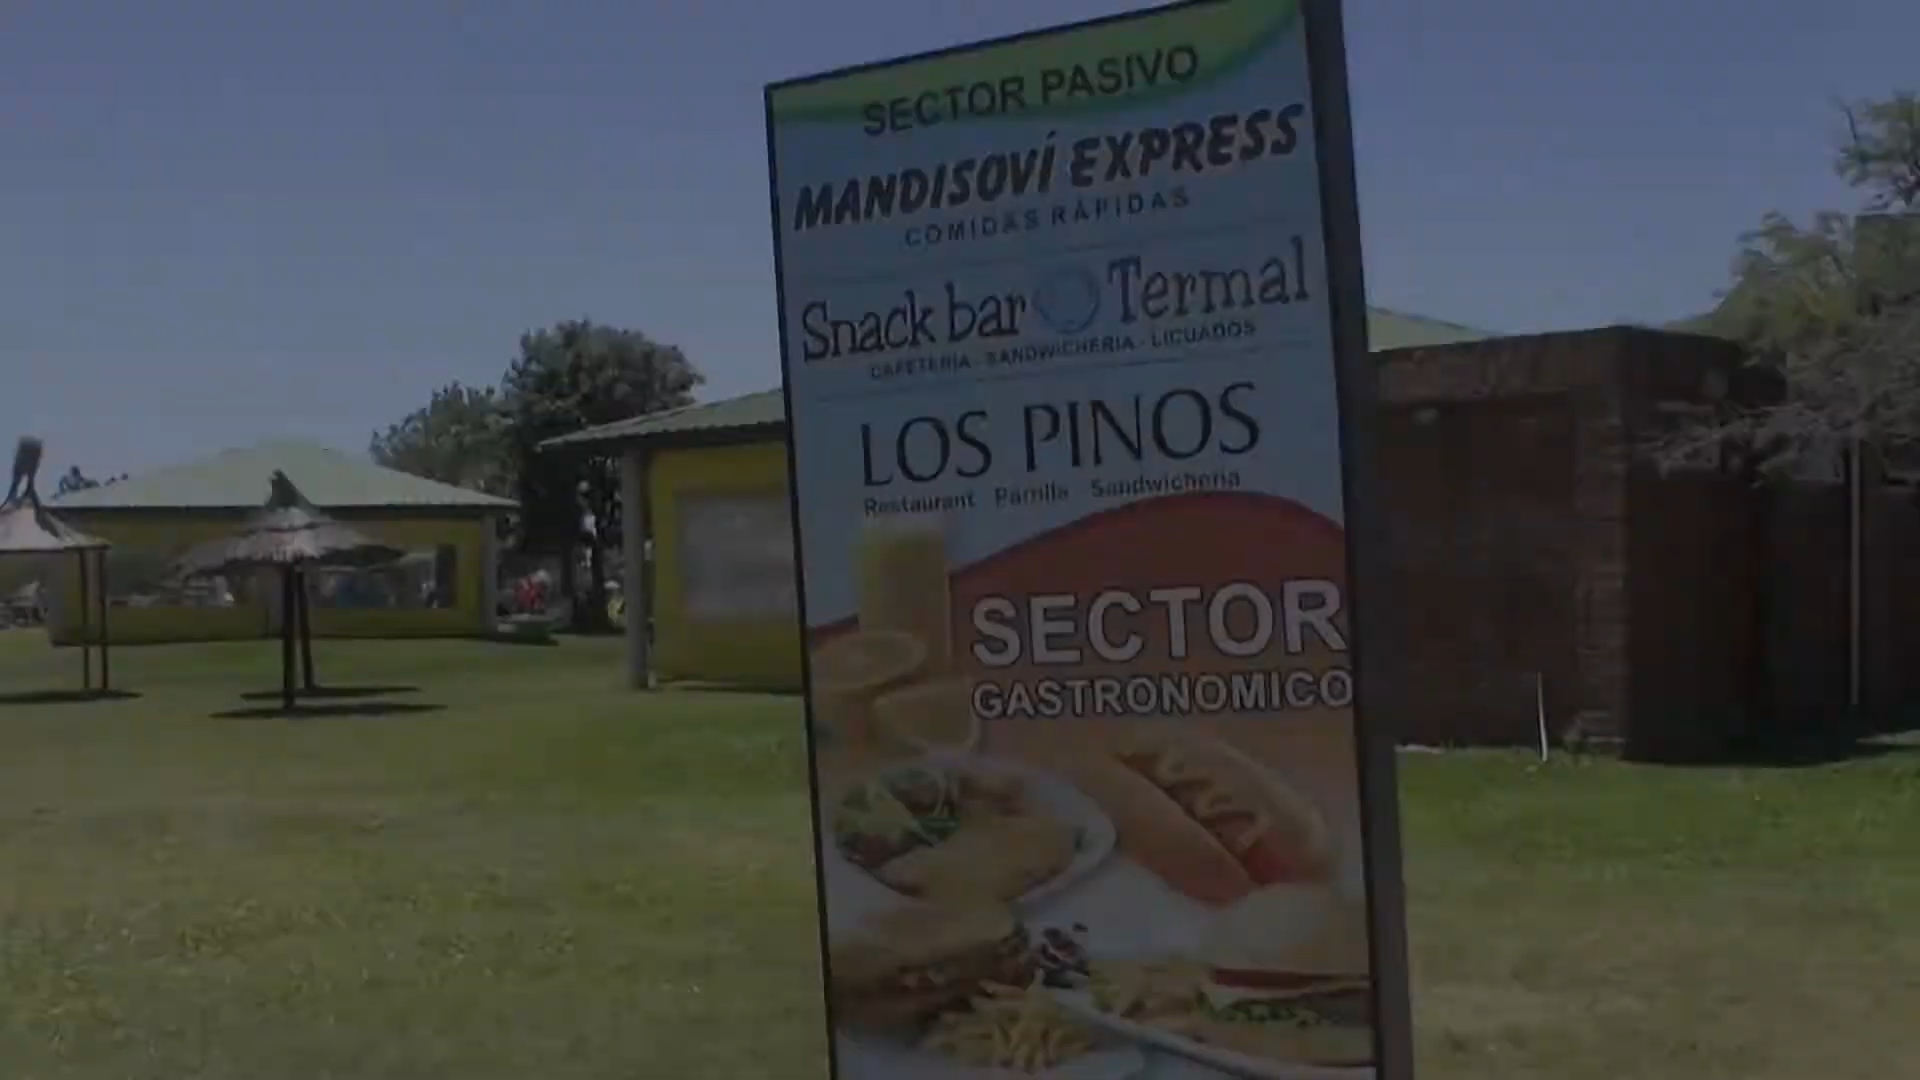 SECTOR PASIVO
MANDISOVÍ EXPRESS
COMIDAS RÁPIDAS
Snack bar Termal
CAFETERIA - SANDWICHERIA - LICUADOS
LOS PINOS
Restaurant Parrilla Sandwicheria
SECTOR
GASTRONOMICO